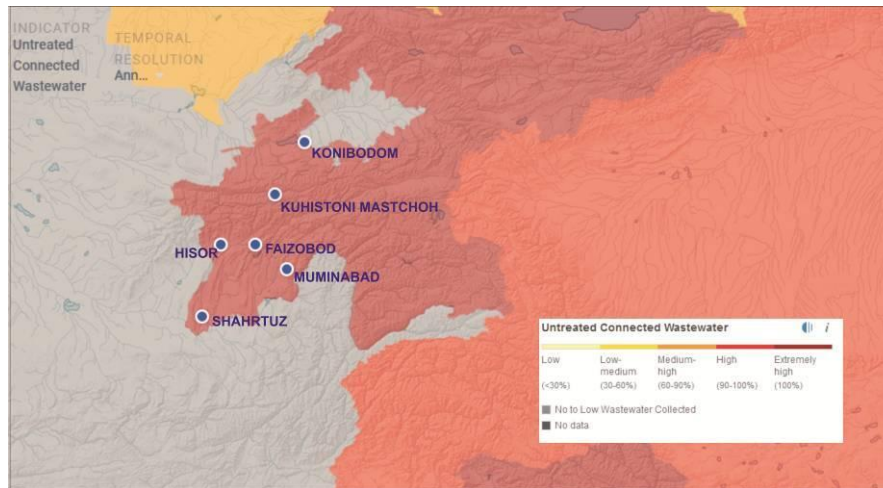 INDICATOR
Untreated
Connected
Wastewater
TEMPORAL
RESOLUTION
Ann...
KONIBODOM
KUHISTONI MASTCHOH
HISOR
FAIZOBOD
MUMINABAD
SHAHRTUZ
Untreated Connected Wastewater i
Low Low-medium Medium-high High Extremely high
(<30%) (30-60%) (60-90%) (90-100%) (100%)
No to Low Wastewater Collected
No data